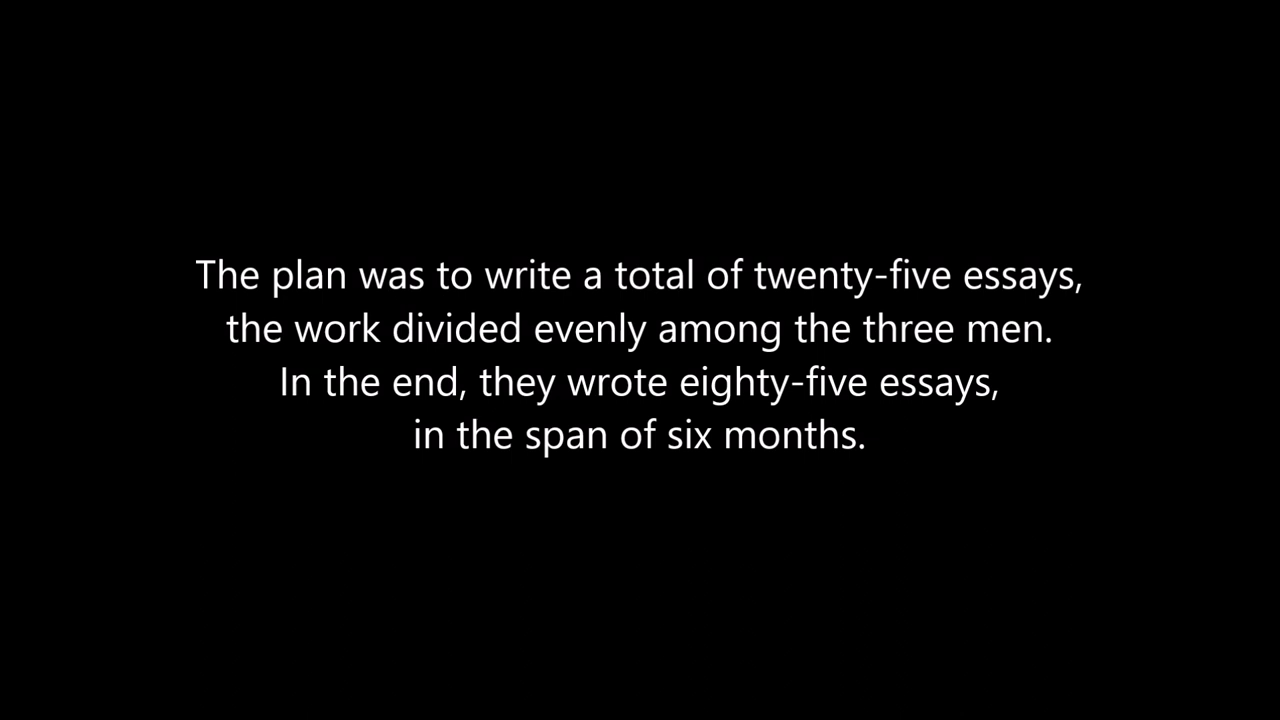 The plan was to write a total of twenty-five essays,
the work divided evenly among the three men.
In the end, they wrote eighty-five essays,
in the span of six months.